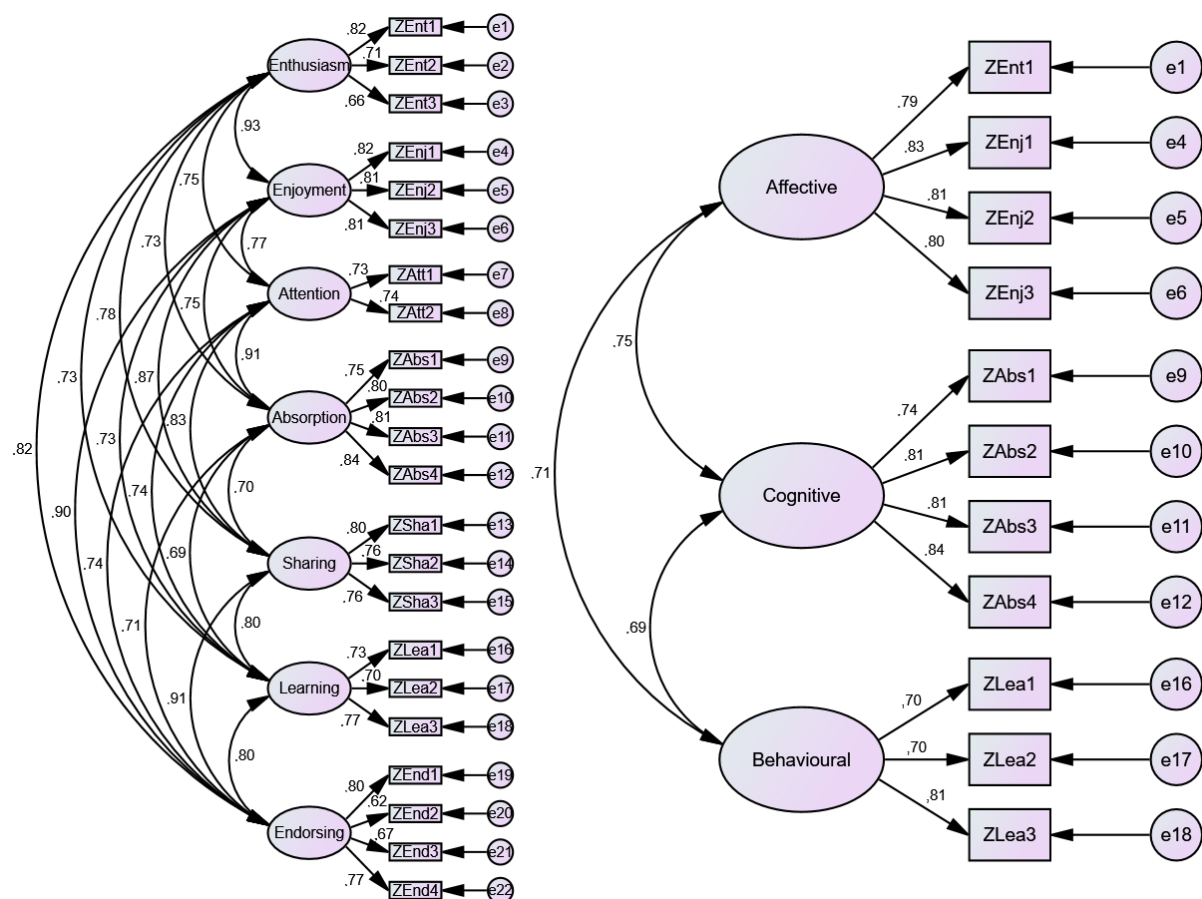 .82
ZEnt1
e1
Enthusiasm
.71
ZEnt2
e2
.66
ZEnt3
e3
.93
.82
ZEnj1
e4
Enjoyment
.81
ZEnj2
e5
.81
ZEnj3
e6
.75
.77
.73
ZAtt1
e7
Attention
.74
ZAtt2
e8
.73
.75
.91
.78
.75
ZAbs1
e9
.80
ZAbs2
e10
Absorption
.81
ZAbs3
e11
.84
ZAbs4
e12
.73
.87
.83
.82
.73
.74
.70
.80
ZSha1
e13
Sharing
.76
ZSha2
e14
.76
ZSha3
e15
.90
.74
.69
.71
.80
.73
ZLea1
e16
Learning
.70
ZLea2
e17
.77
ZLea3
e18
.91
.80
.80
ZEnd1
e19
.62
ZEnd2
e20
Endorsing
.67
ZEnd3
e21
.77
ZEnd4
e22
ZEnt1
e1
.79
ZEnj1
e4
.83
Affective
.81
ZEnj2
e5
.80
ZEnj3
e6
.75
ZAbs1
e9
.74
ZAbs2
e10
.81
Cognitive
.81
ZAbs3
e11
.84
ZAbs4
e12
.71
.69
ZLea1
e16
,70
,70
Behavioural
ZLea2
e17
,81
ZLea3
e18